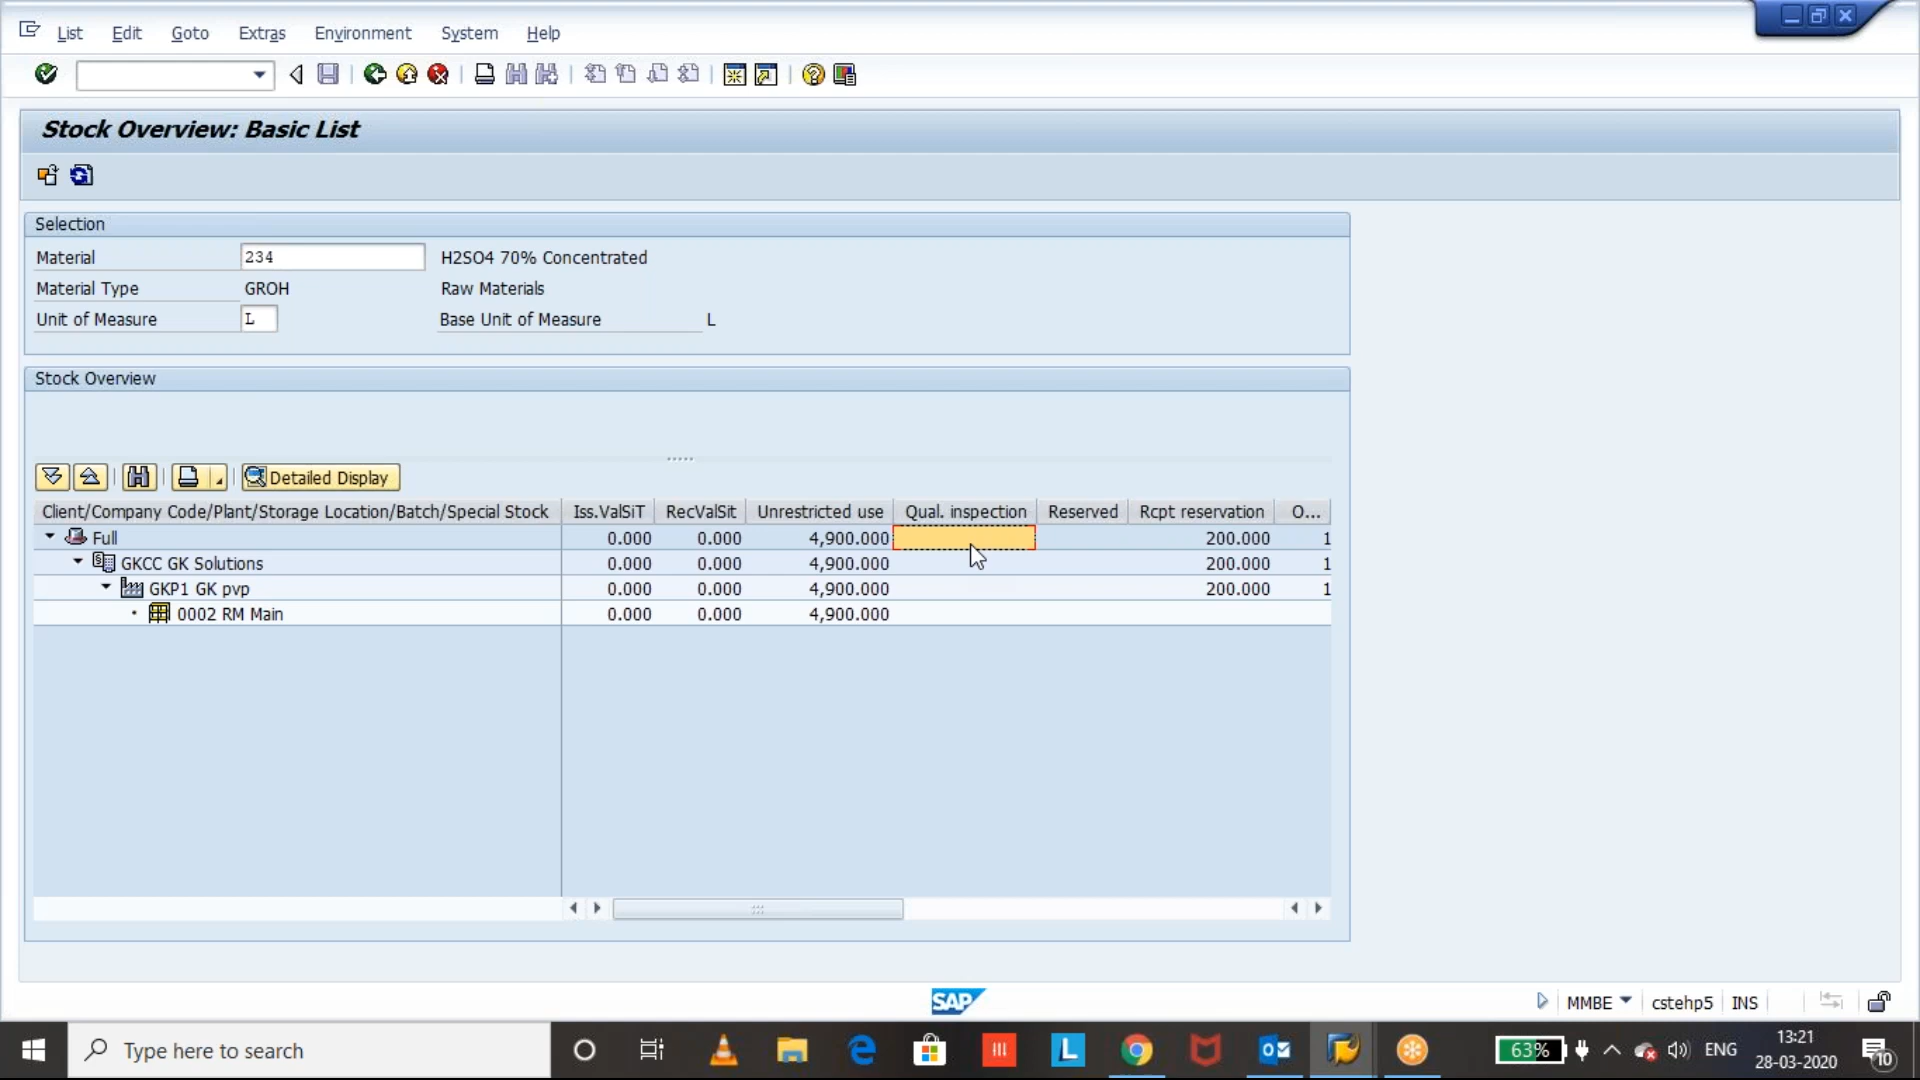 List Edit Goto Extras Environment System Help
Stock Overview: Basic List
Selection
Material 234 H2SO4 70% Concentrated
Material Type GROH Raw Materials
Unit of Measure L Base Unit of Measure L
Stock Overview
Detailed Display
Client/Company Code/Plant/Storage Location/Batch/Special Stock Iss.ValSiT RecValSit Unrestricted use Qual. inspection Reserved Rcpt reservation O...
Full 0.000 0.000 4,900.000 200.000 1
GKCC GK Solutions 0.000 0.000 4,900.000 200.000 1
GKP1 GK pvp 0.000 0.000 4,900.000 200.000 1
0002 RM Main 0.000 0.000 4,900.000
SAP MMBE cstehp5 INS
Type here to search L 63% ENG 13:21
28-03-2020 10